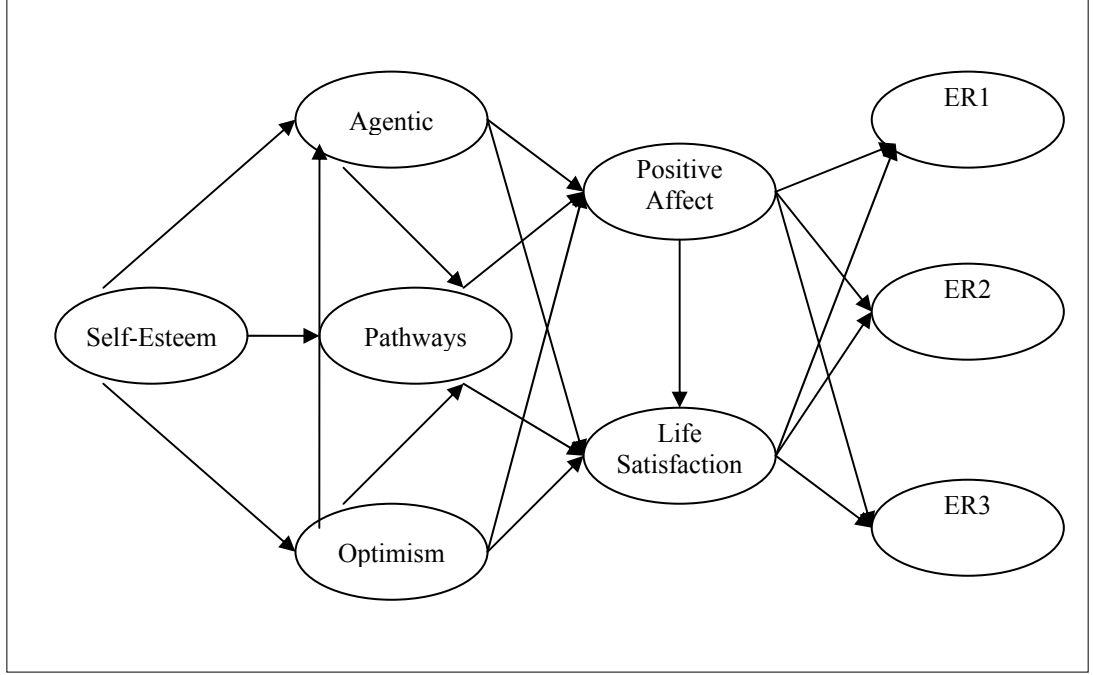 Agentic
ER1
Positive
Affect
ER2
Self-Esteem
Pathways
Life
Satisfaction
ER3
Optimism